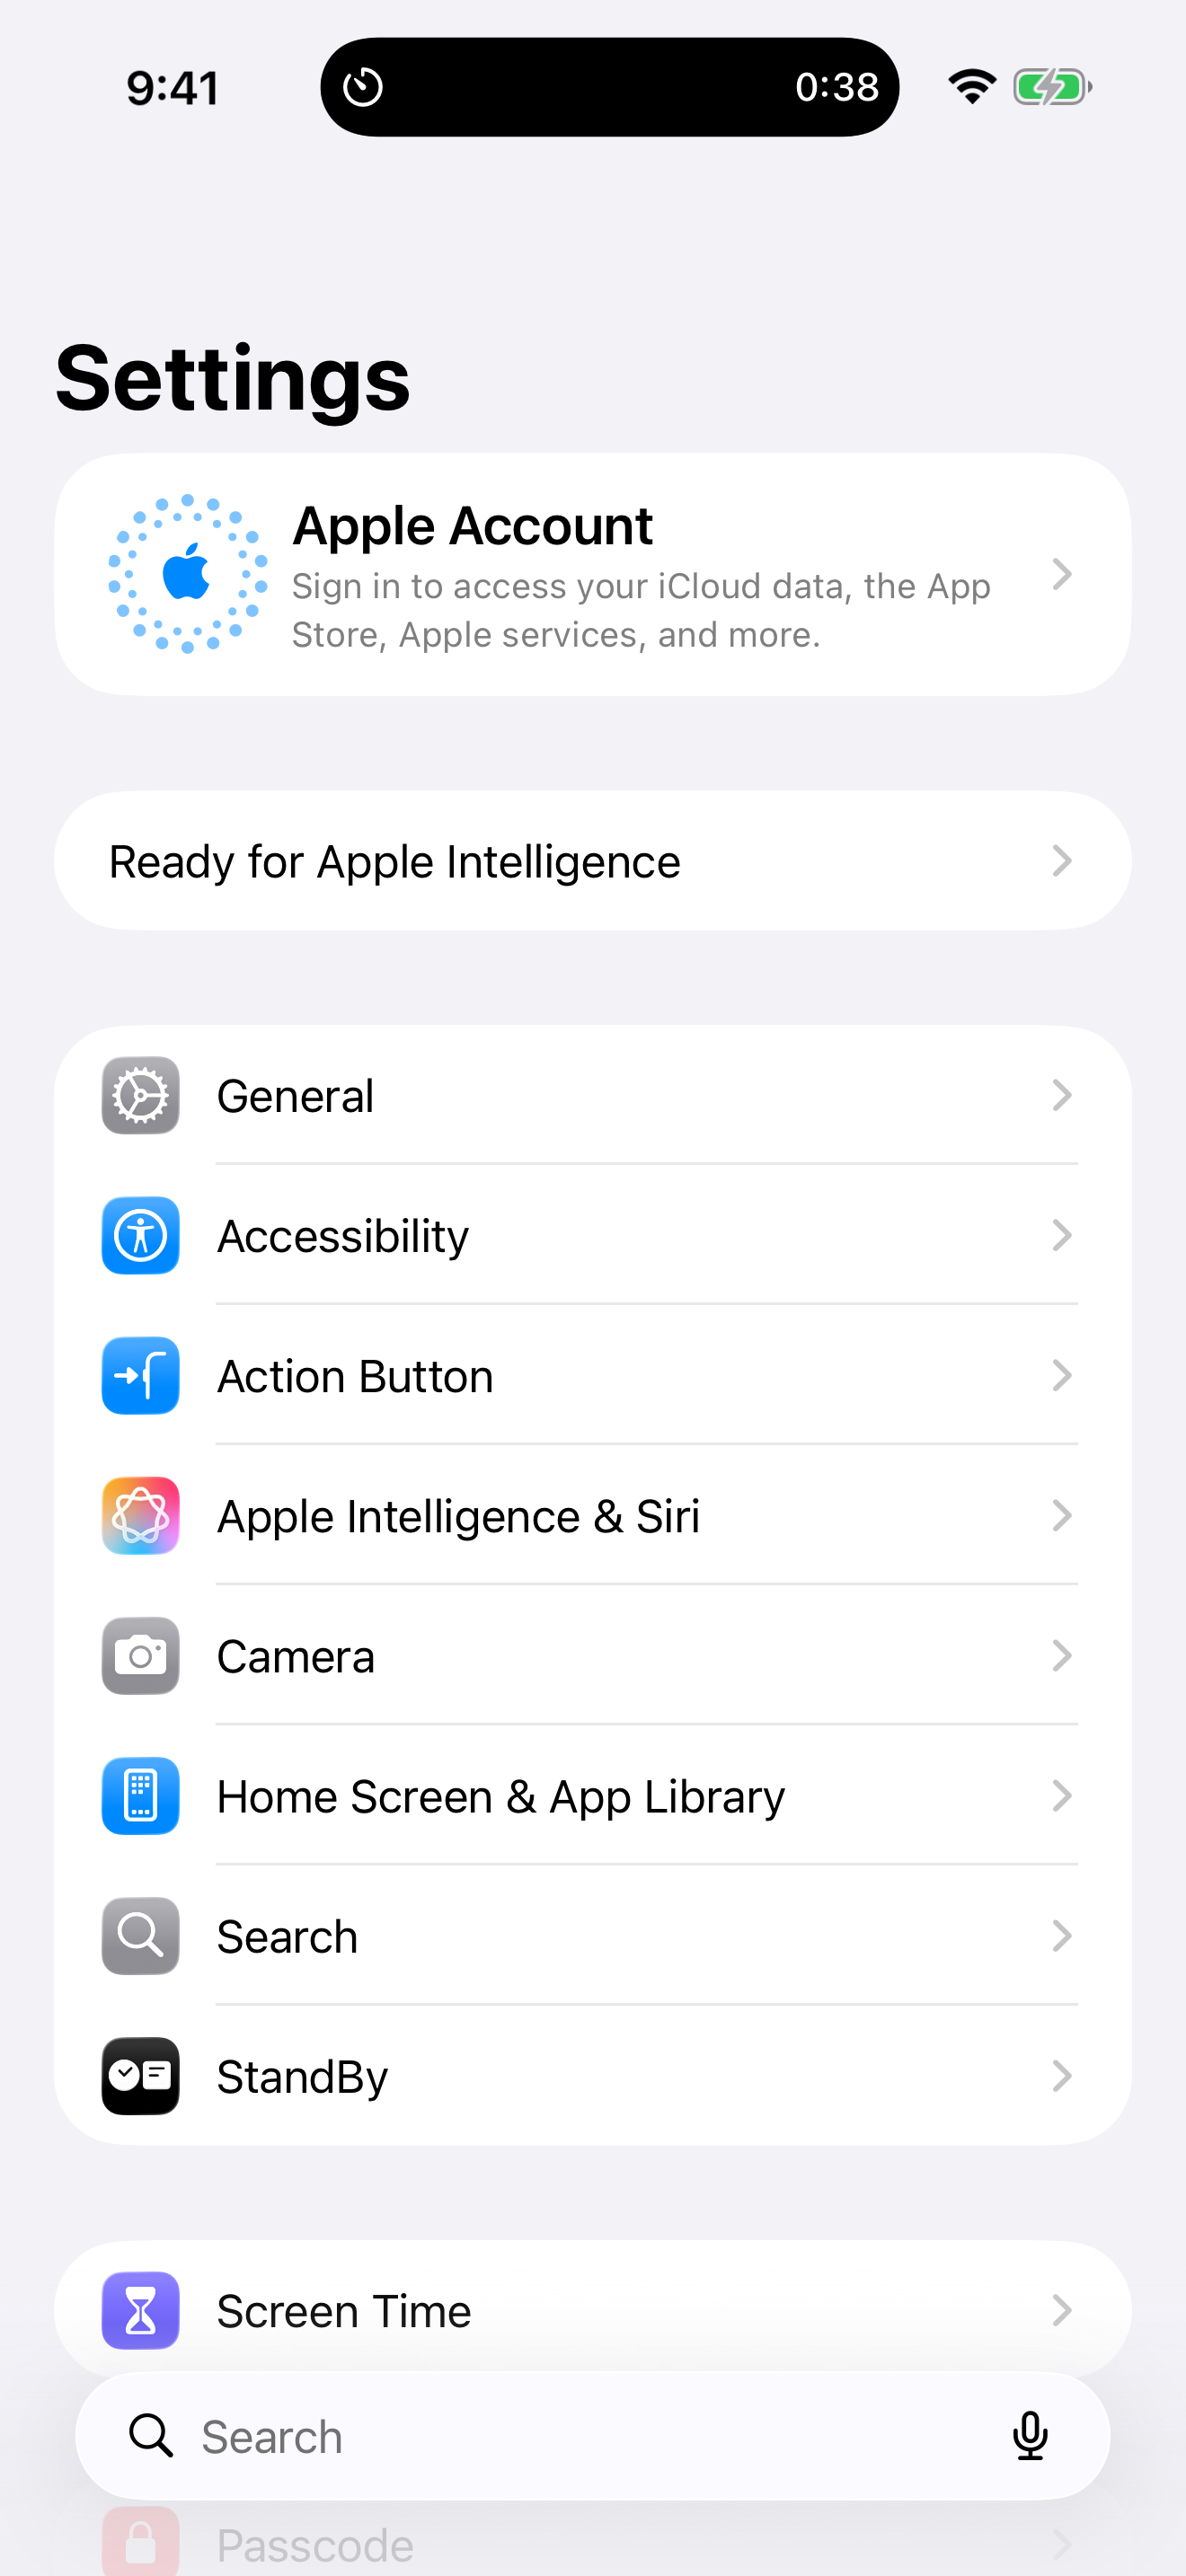 9:41
0:38
Settings
Apple Account
Sign in to access your iCloud data, the App
Store, Apple services, and more.
Ready for Apple Intelligence
General
Accessibility
Action Button
Apple Intelligence & Siri
Camera
Home Screen & App Library
Search
StandBy
Screen Time
Search
Passcode